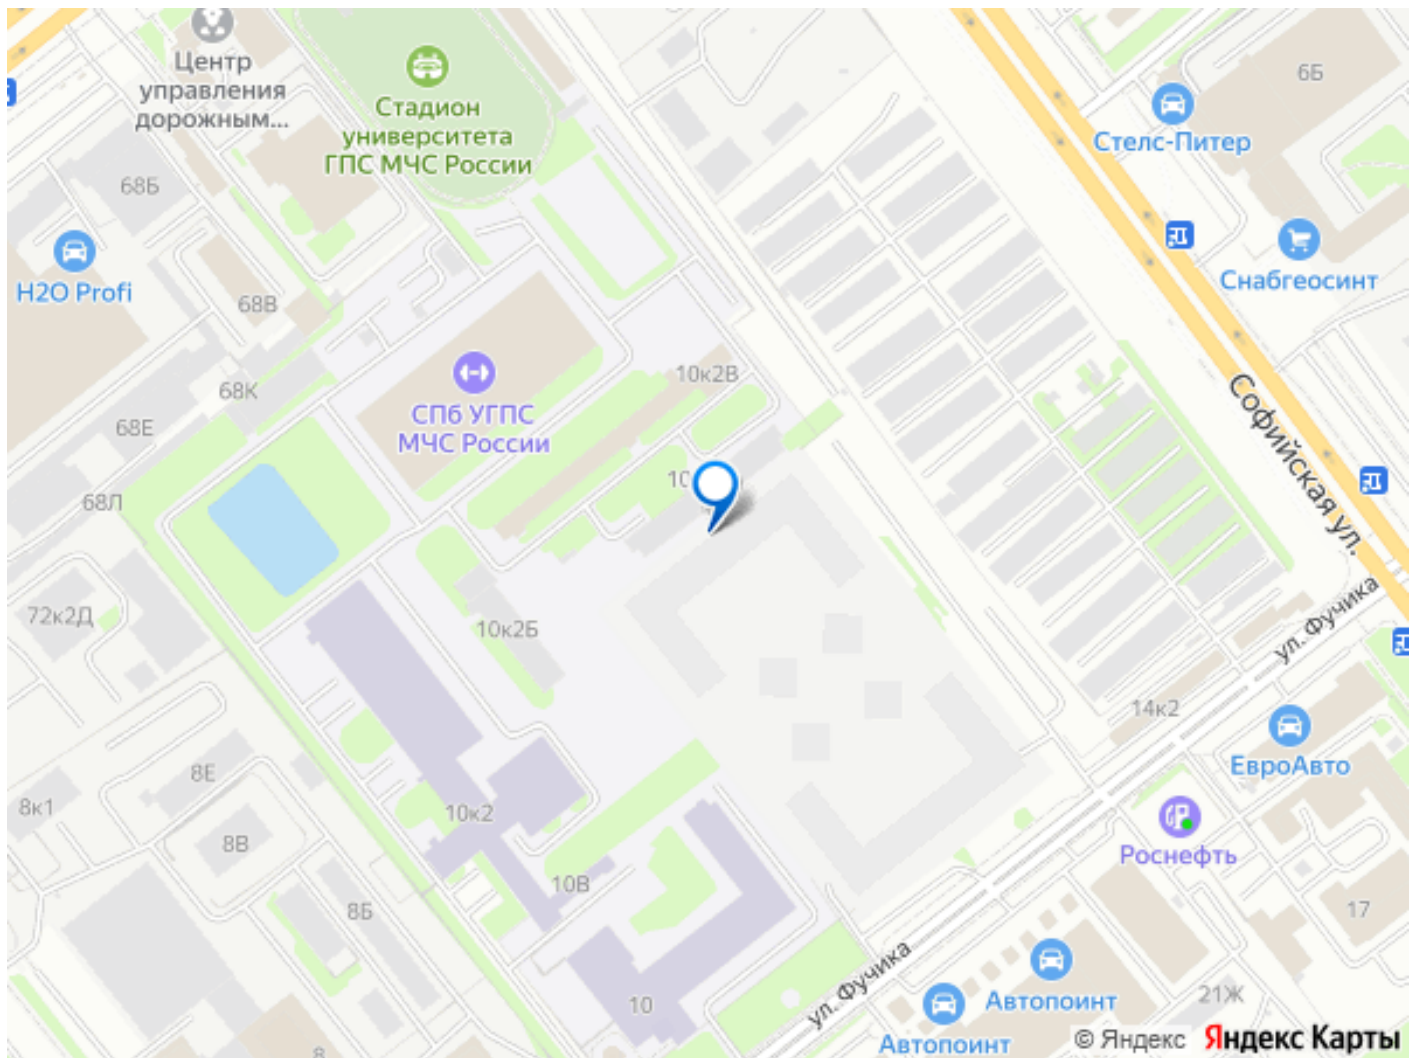 Центр
управления
дорожным...
Стадион
университета
ГПС МЧС России
6Б
Стелс-Питер
68Б
H2O Profi
68В
Снабгеосинт
10к2В
68К
СПб УГПС
МЧС России
68Е
Софийская ул.
68Л
72к2Д
10к2Б
ул. Фучика
14к2
ЕвроАвто
8Е
8к1
10к2
8В
Роснефть
10В
8Б
17
ул. Фучика
Автопоинт
21Ж
10
Автопоинт
8
© Яндекс Яндекс Карты